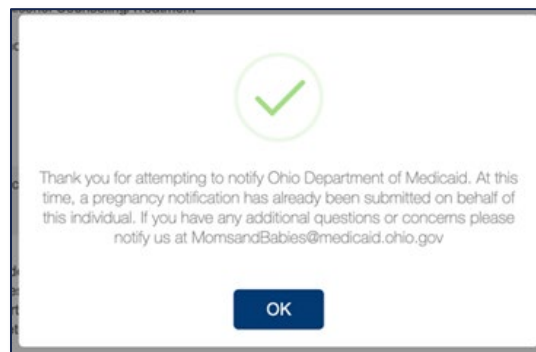 Thank you for attempting to notify Ohio Department of Medicaid. At this
time, a pregnancy notification has already been submitted on behalf of
this individual. If you have any additional questions or concerns please
notify us at MomsandBabies@medicaid.ohio.gov
OK